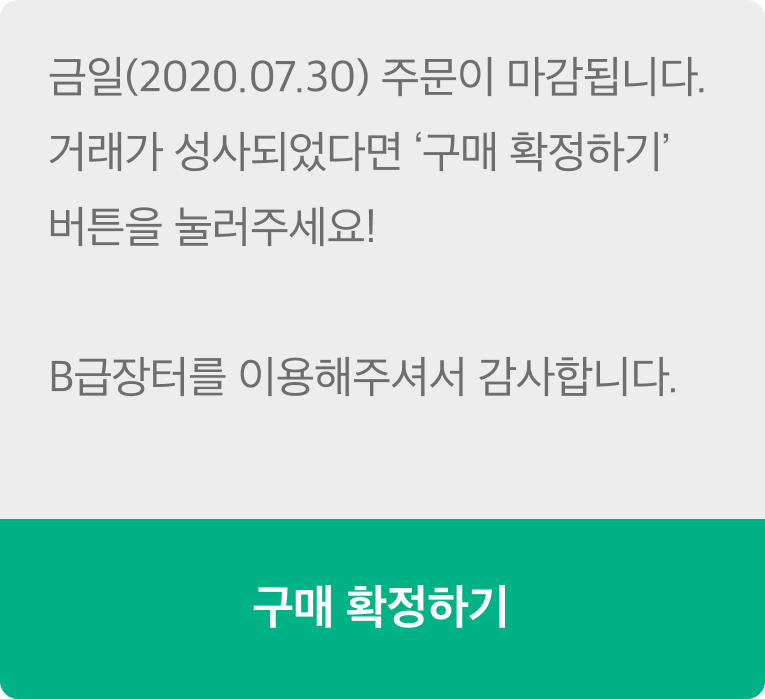 금일(2020.07.30) 주문이 마감됩니다.
거래가 성사되었다면 ‘구매 확정하기’
버튼을 눌러주세요!
B급장터를 이용해주셔서 감사합니다.
구매 확정하기